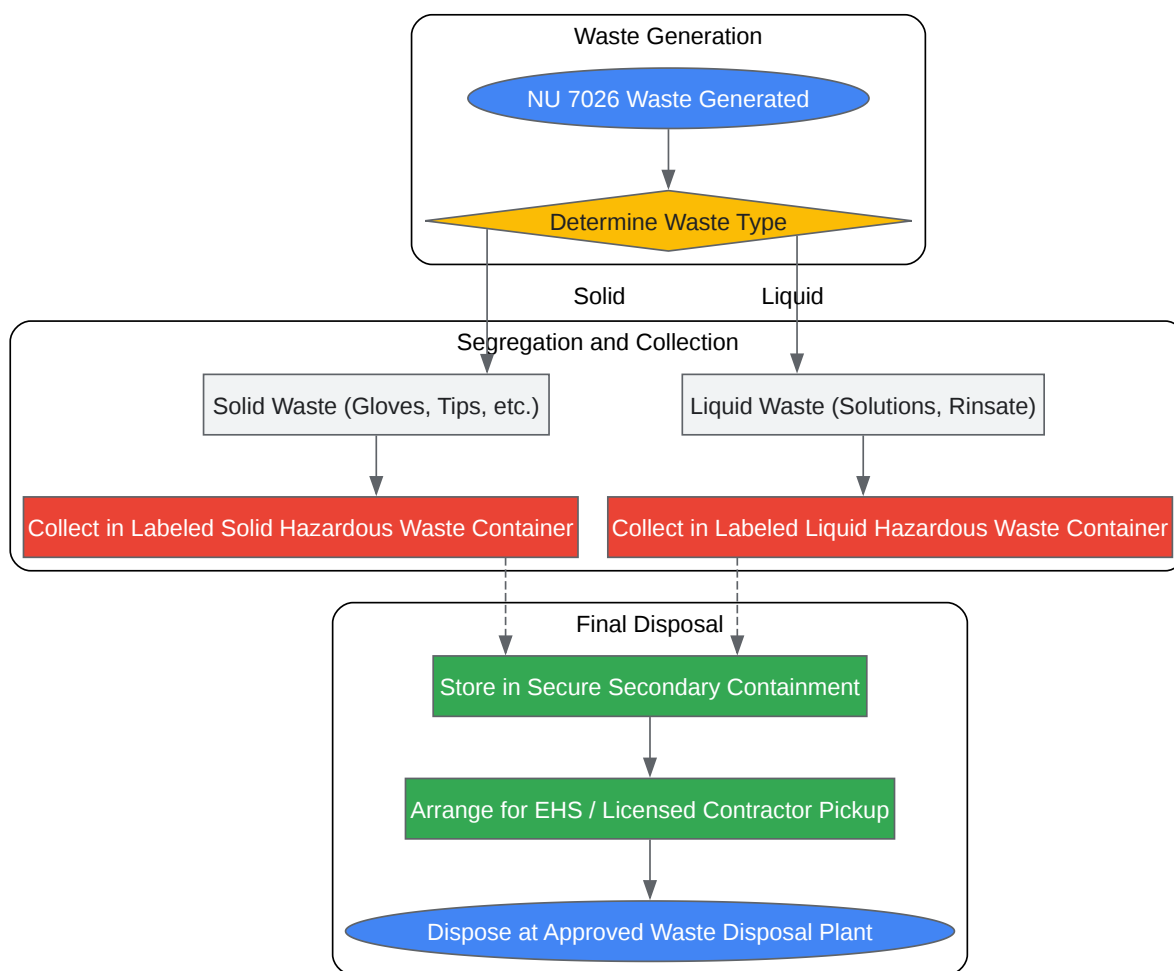 Waste Generation
NU 7026 Waste Generated
Determine Waste Type
Solid
Liquid
Segregation and Collection
Solid Waste (Gloves, Tips, etc.)
Liquid Waste (Solutions, Rinsate)
Collect in Labeled Solid Hazardous Waste Container
Collect in Labeled Liquid Hazardous Waste Container
Final Disposal
Store in Secure Secondary Containment
Arrange for EHS / Licensed Contractor Pickup
Dispose at Approved Waste Disposal Plant